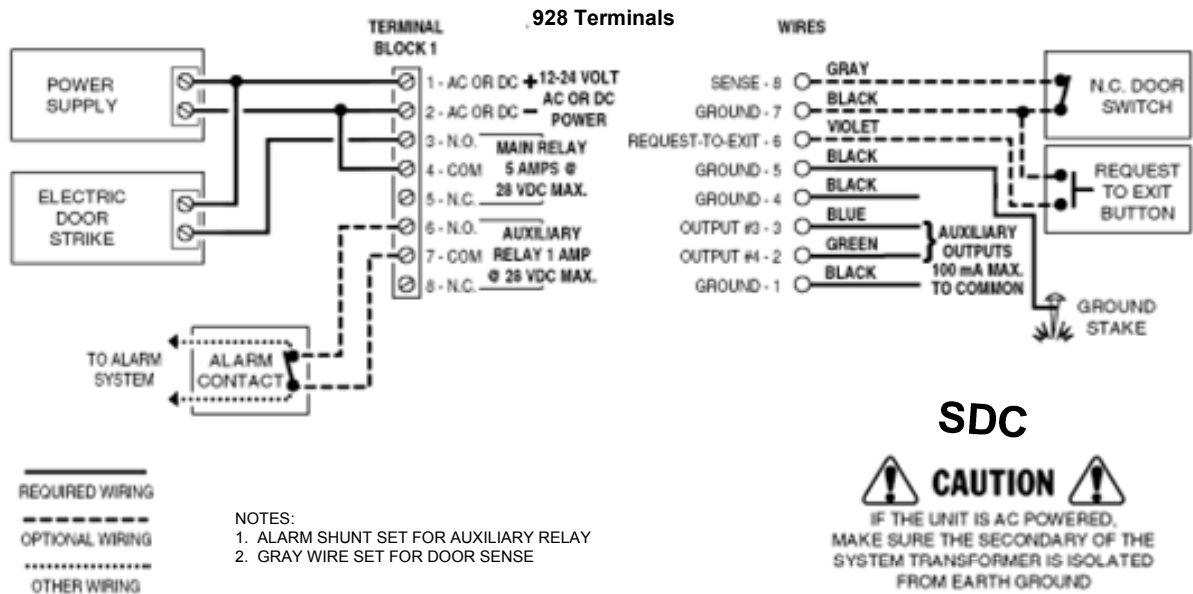 .928 Terminals
TERMINAL
BLOCK 1
WIRES
POWER
SUPPLY
1 - AC OR DC + 12-24 VOLT
AC OR DC
2 - AC OR DC - POWER
3 - N.O. MAIN RELAY
4 - COM 5 AMPS @
5 - N.C. 28 VDC MAX.
6 - N.O. AUXILIARY
7 - COM RELAY 1 AMP
@ 28 VDC MAX.
8 - N.C.
ELECTRIC
DOOR
STRIKE
TO ALARM
SYSTEM
ALARM
CONTACT
SENSE - 8 GRAY
GROUND - 7 BLACK
REQUEST-TO-EXIT - 6 VIOLET
GROUND - 5 BLACK
GROUND - 4 BLACK
OUTPUT #3 - 3 BLUE
OUTPUT #4 - 2 GREEN
GROUND - 1 BLACK
AUXILIARY
OUTPUTS
100 mA MAX.
TO COMMON
N.C. DOOR
SWITCH
REQUEST
TO EXIT
BUTTON
GROUND
STAKE
REQUIRED WIRING
OPTIONAL WIRING
OTHER WIRING
NOTES:
1. ALARM SHUNT SET FOR AUXILIARY RELAY
2. GRAY WIRE SET FOR DOOR SENSE
SDC
! CAUTION !
IF THE UNIT IS AC POWERED,
MAKE SURE THE SECONDARY OF THE
SYSTEM TRANSFORMER IS ISOLATED
FROM EARTH GROUND